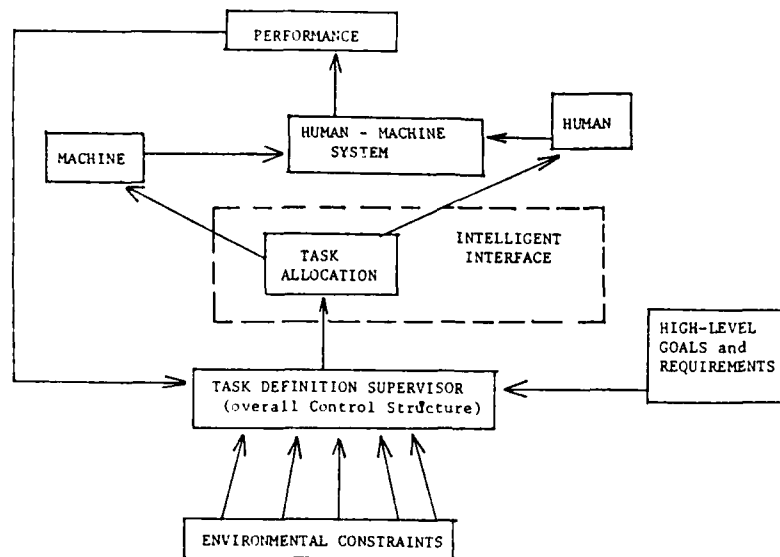 PERFORMANCE
HUMAN - MACHINE
SYSTEM
HUMAN
MACHINE
TASK
ALLOCATION
INTELLIGENT
INTERFACE
HIGH-LEVEL
GOALS and
REQUIREMENTS
TASK DEFINITION SUPERVISOR
(overall Control Structure)
ENVIRONMENTAL CONSTRAINTS